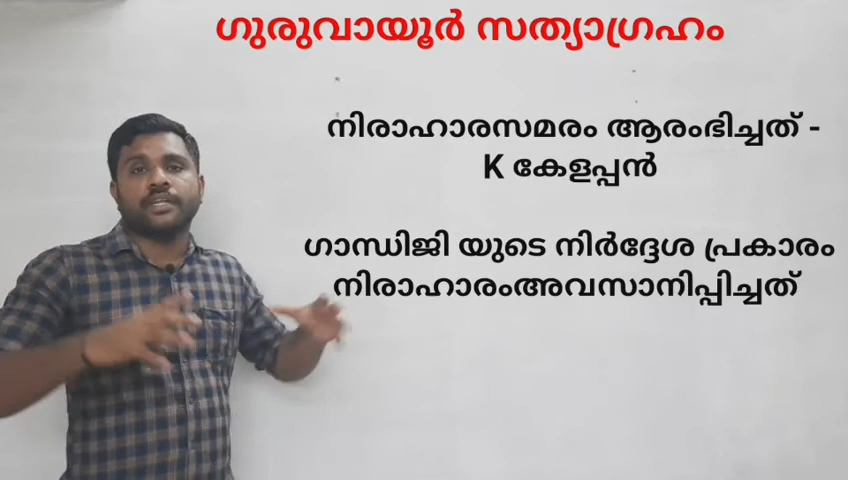 ഗുരുവായൂർ സത്യാഗ്രഹം
നിരാഹാരസമരം ആരംഭിച്ചത് -
K കേളപ്പൻ
ഗാന്ധിജി യുടെ നിർദ്ദേശ പ്രകാരം
നിരാഹാരംഅവസാനിപ്പിച്ചത്